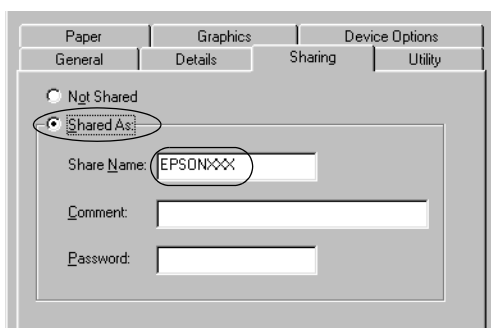 Paper Graphics Device Options
General Details Sharing Utility
Not Shared
Shared As:
Share Name: EPSONXXX
Comment:
Password: